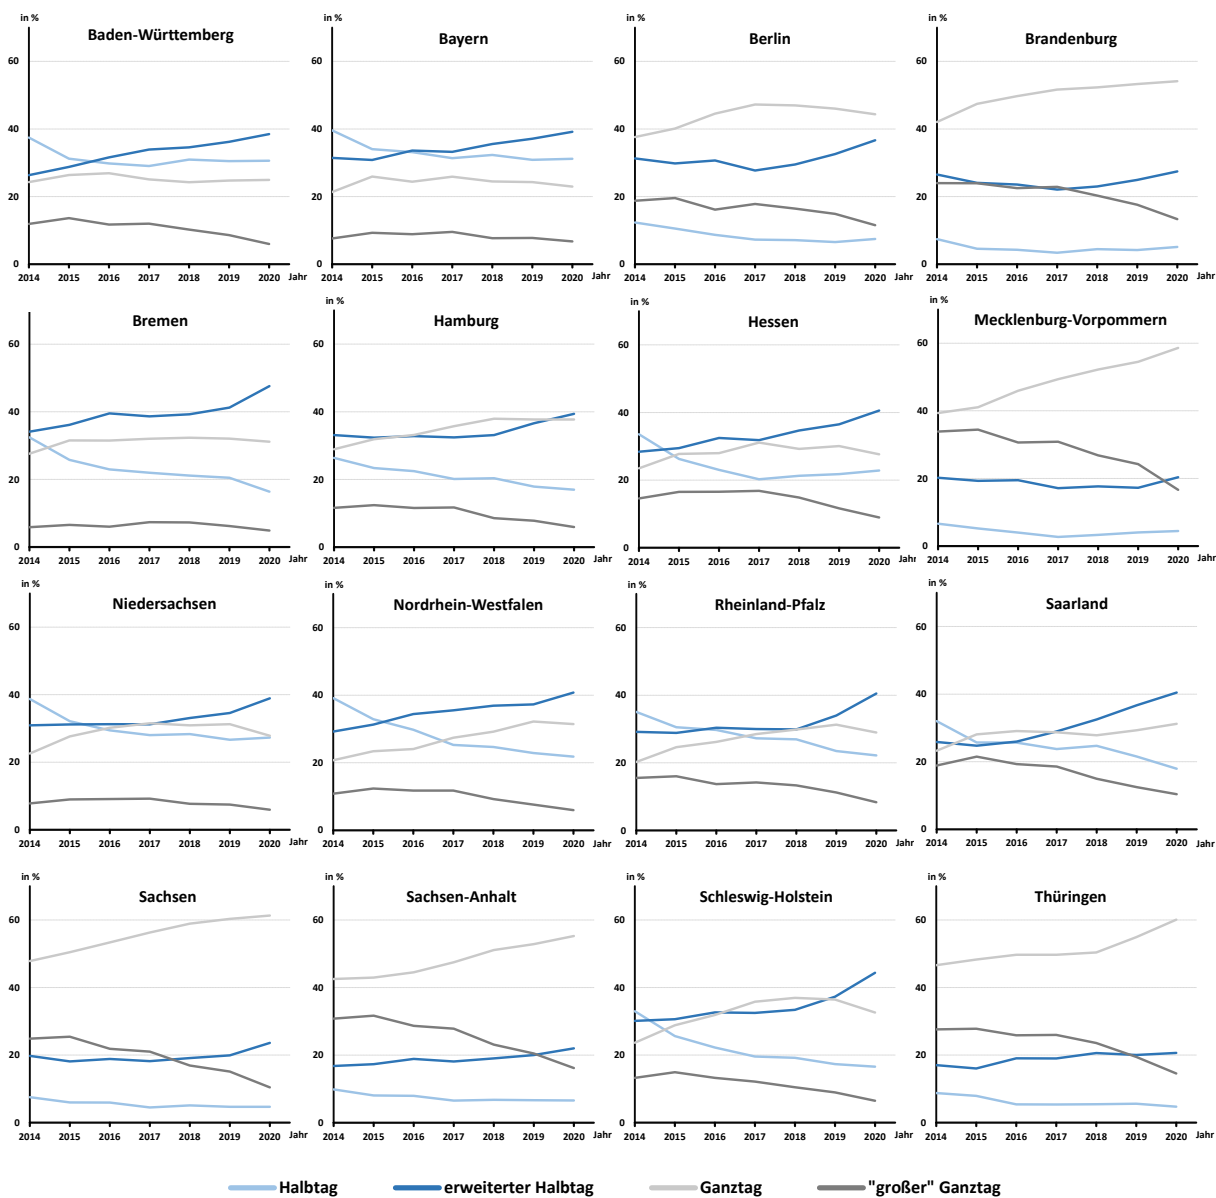 in %
in %
in %
in %
Baden-Württemberg
Bayern
Berlin
Brandenburg
60 60 60 60
40 40 40 40
20 20 20 20
0 0 0 0
2014 2015 2016 2017 2018 2019 2020 Jahr
2014 2015 2016 2017 2018 2019 2020 Jahr
2014 2015 2016 2017 2018 2019 2020 Jahr
2014 2015 2016 2017 2018 2019 2020 Jahr
in %
in %
in %
in %
Bremen
Hamburg
Hessen
Mecklenburg-Vorpommern
60 60 60 60
40 40 40 40
20 20 20 20
0 0 0 0
2014 2015 2016 2017 2018 2019 2020 Jahr
2014 2015 2016 2017 2018 2019 2020 Jahr
2014 2015 2016 2017 2018 2019 2020 Jahr
2014 2015 2016 2017 2018 2019 2020 Jahr
in %
in %
in %
in %
Niedersachsen
Nordrhein-Westfalen
Rheinland-Pfalz
Saarland
60 60 60 60
40 40 40 40
20 20 20 20
0 0 0 0
2014 2015 2016 2017 2018 2019 2020 Jahr
2014 2015 2016 2017 2018 2019 2020 Jahr
2014 2015 2016 2017 2018 2019 2020 Jahr
2014 2015 2016 2017 2018 2019 2020 Jahr
in %
in %
in %
in %
Sachsen
Sachsen-Anhalt
Schleswig-Holstein
Thüringen
60 60 60 60
40 40 40 40
20 20 20 20
0 0 0 0
2014 2015 2016 2017 2018 2019 2020 Jahr
2014 2015 2016 2017 2018 2019 2020 Jahr
2014 2015 2016 2017 2018 2019 2020 Jahr
2014 2015 2016 2017 2018 2019 2020 Jahr
Halbtag erweiterter Halbtag Ganztag "großer" Ganztag